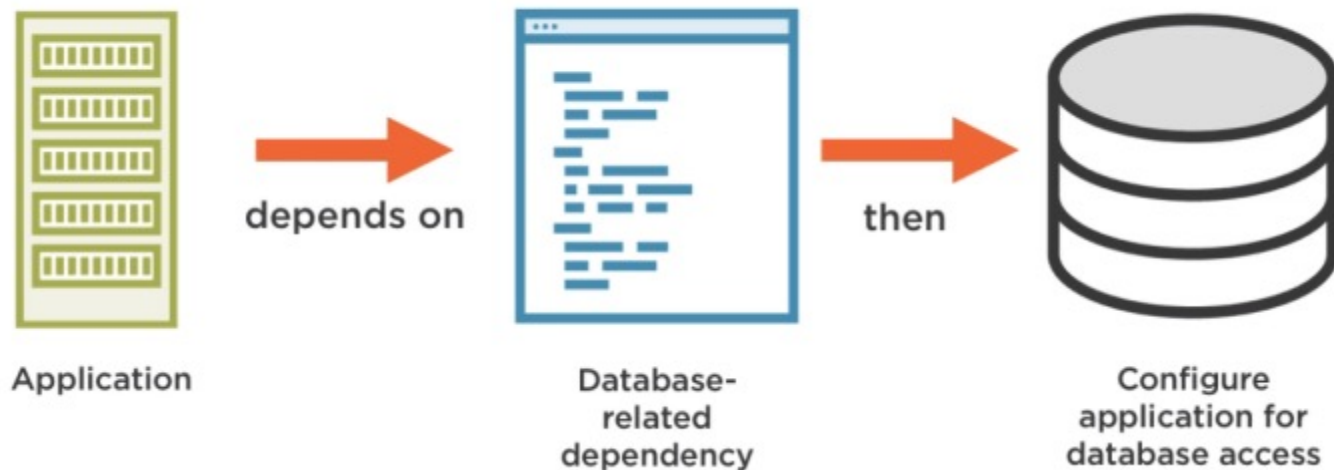 depends on
then
Application
Database-
related
dependency
Configure
application for
database access